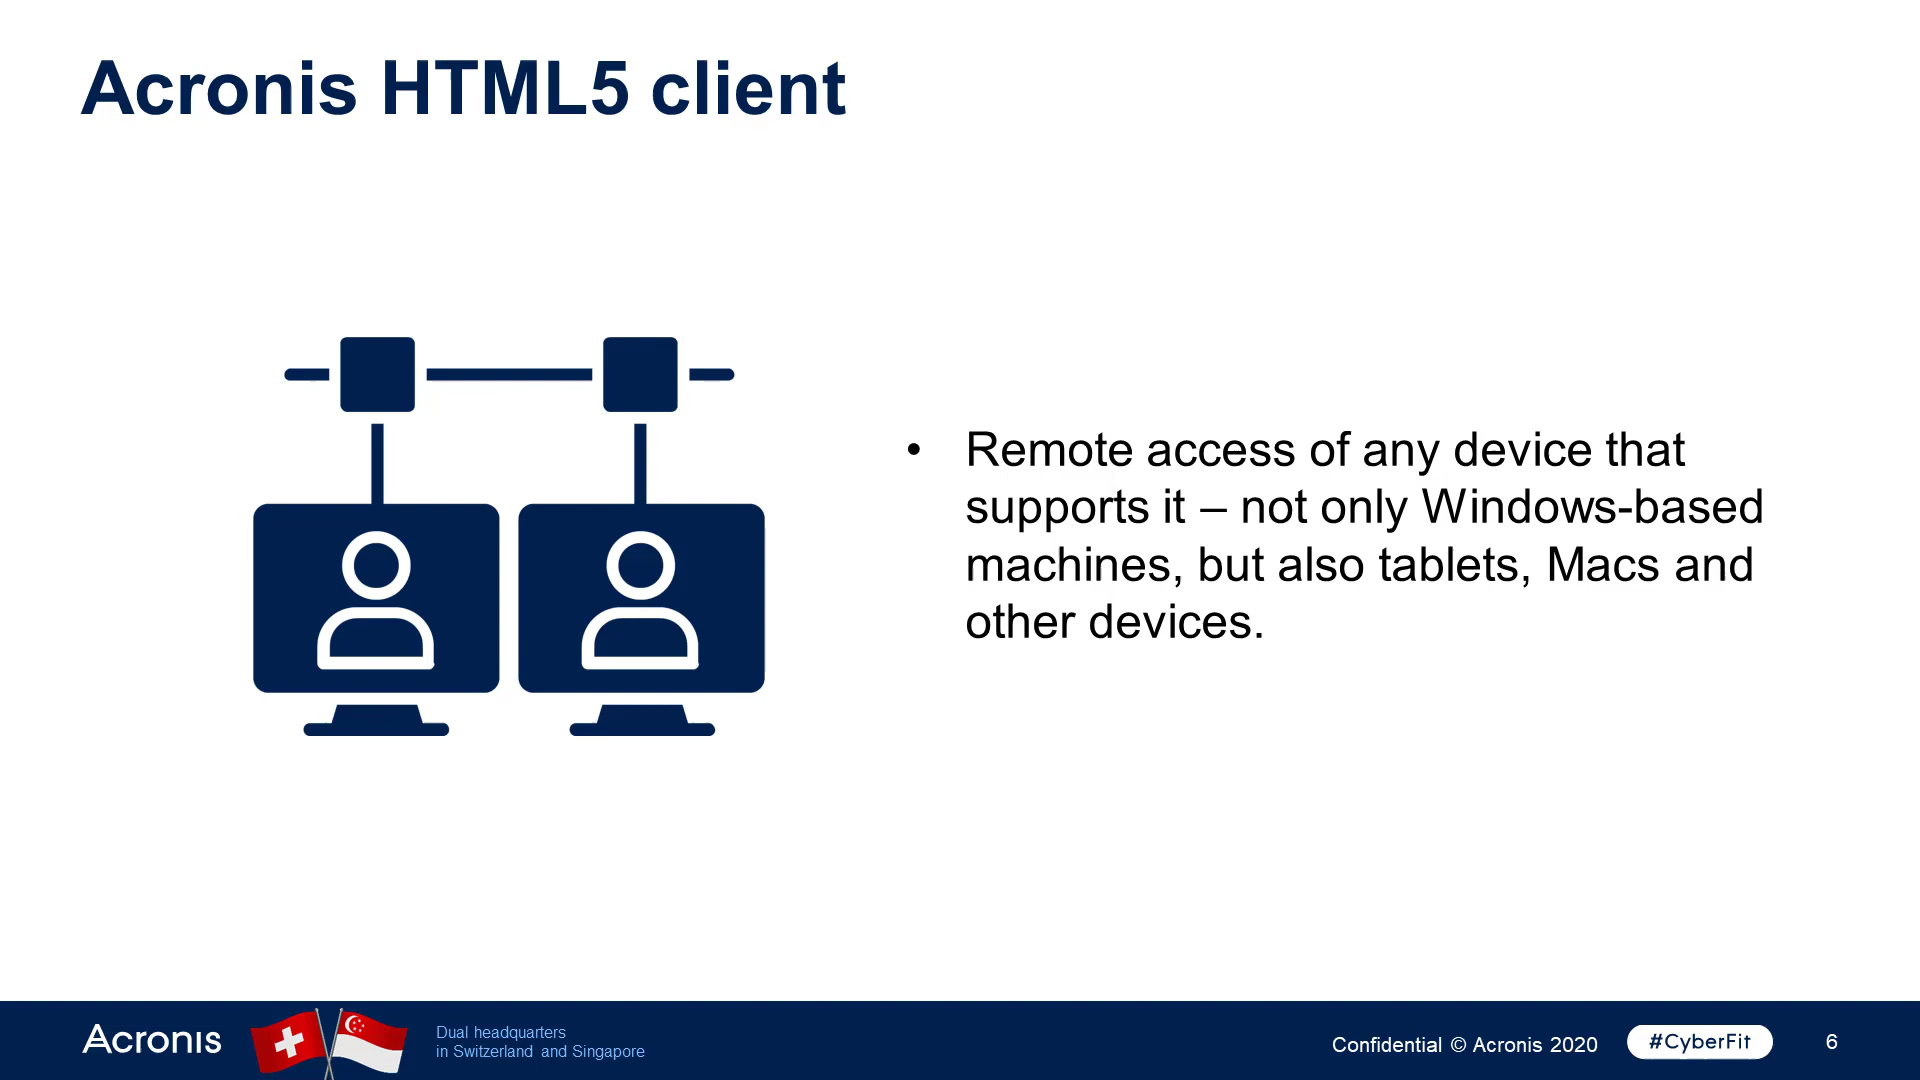 Acronis HTML5 client
• Remote access of any device that
supports it – not only Windows-based
machines, but also tablets, Macs and
other devices.
Acronis
Dual headquarters
in Switzerland and Singapore
Confidential © Acronis 2020
#CyberFit
6